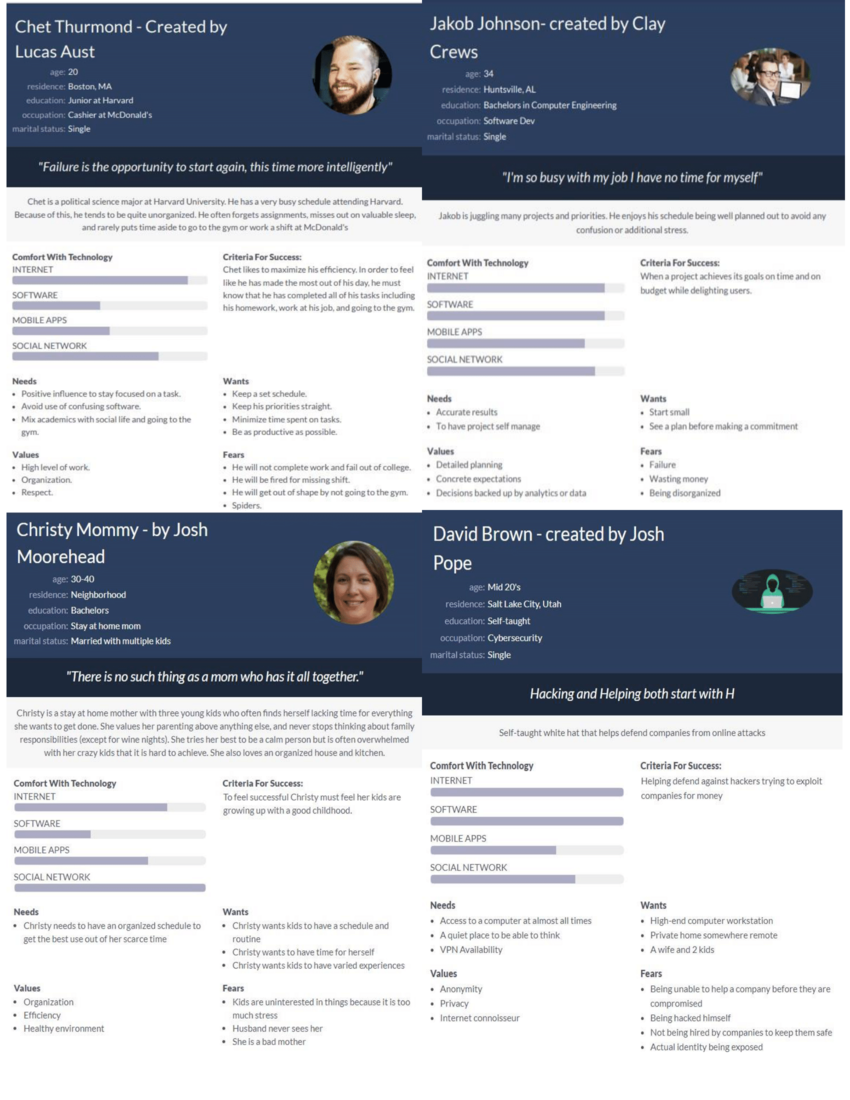 Chet Thurmond - Created by
Lucas Aust
age: 20
residence: Boston, MA
education: Junior at Harvard
occupation: Cashier at McDonald's
marital status: Single
"Failure is the opportunity to start again, this time more intelligently"
Chet is a political science major at Harvard University. He has a very busy schedule attending Harvard.
Because of this, he tends to be quite unorganized. He often forgets assignments, misses out on valuable sleep,
and rarely puts time aside to go to the gym or work a shift at McDonald's
Comfort With Technology
INTERNET
SOFTWARE
MOBILE APPS
SOCIAL NETWORK
Criteria For Success:
Chet likes to maximize his efficiency. In order to feel
like he has made the most out of his day, he must
know that he has completed all of his tasks including
his homework, work at his job, and going to the gym.
Needs
• Positive influence to stay focused on a task.
• Avoid use of confusing software.
• Mix academics with social life and going to the
gym.
Wants
• Keep a set schedule.
• Keep his priorities straight.
• Minimize time spent on tasks.
• Be as productive as possible.
Values
• High level of work.
• Organization.
• Respect.
Fears
• He will not complete work and fail out of college.
• He will be fired for missing shift.
• He will get out of shape by not going to the gym.
• Spiders.
Jakob Johnson- created by Clay
Crews
age: 34
residence: Huntsville, AL
education: Bachelors in Computer Engineering
occupation: Software Dev
marital status: Single
"I'm so busy with my job I have no time for myself"
Jakob is juggling many projects and priorities. He enjoys his schedule being well planned out to avoid any
confusion or additional stress.
Comfort With Technology
INTERNET
SOFTWARE
MOBILE APPS
SOCIAL NETWORK
Criteria For Success:
When a project achieves its goals on time and on
budget while delighting users.
Needs
• Accurate results
• To have project self manage
Wants
• Start small
• See a plan before making a commitment
Values
• Detailed planning
• Concrete expectations
• Decisions backed up by analytics or data
Fears
• Failure
• Wasting money
• Being disorganized
Christy Mommy - by Josh
Moorehead
age: 30-40
residence: Neighborhood
education: Bachelors
occupation: Stay at home mom
marital status: Married with multiple kids
"There is no such thing as a mom who has it all together."
Christy is a stay at home mother with three young kids who often finds herself lacking time for everything
she wants to get done. She values her parenting above anything else, and never stops thinking about family
responsibilities (except for wine nights). She tries her best to be a calm person but is often overwhelmed
with her crazy kids that it is hard to achieve. She also loves an organized house and kitchen.
Comfort With Technology
INTERNET
SOFTWARE
MOBILE APPS
SOCIAL NETWORK
Criteria For Success:
To feel successful Christy must feel her kids are
growing up with a good childhood.
Needs
• Christy needs to have an organized schedule to
get the best use out of her scarce time
Wants
• Christy wants kids to have a schedule and
routine
• Christy wants to have time for herself
• Christy wants kids to have varied experiences
Values
• Organization
• Efficiency
• Healthy environment
Fears
• Kids are uninterested in things because it is too
much stress
• Husband never sees her
• She is a bad mother
David Brown - created by Josh
Pope
age: Mid 20's
residence: Salt Lake City, Utah
education: Self-taught
occupation: Cybersecurity
marital status: Single
Hacking and Helping both start with H
Self-taught white hat that helps defend companies from online attacks
Comfort With Technology
INTERNET
SOFTWARE
MOBILE APPS
SOCIAL NETWORK
Criteria For Success:
Helping defend against hackers trying to exploit
companies for money
Needs
• Access to a computer at almost all times
• A quiet place to be able to think
• VPN Availability
Wants
• High-end computer workstation
• Private home somewhere remote
• A wife and 2 kids
Values
• Anonymity
• Privacy
• Internet connoisseur
Fears
• Being unable to help a company before they are
compromised
• Being hacked himself
• Not being hired by companies to keep them safe
• Actual identity being exposed